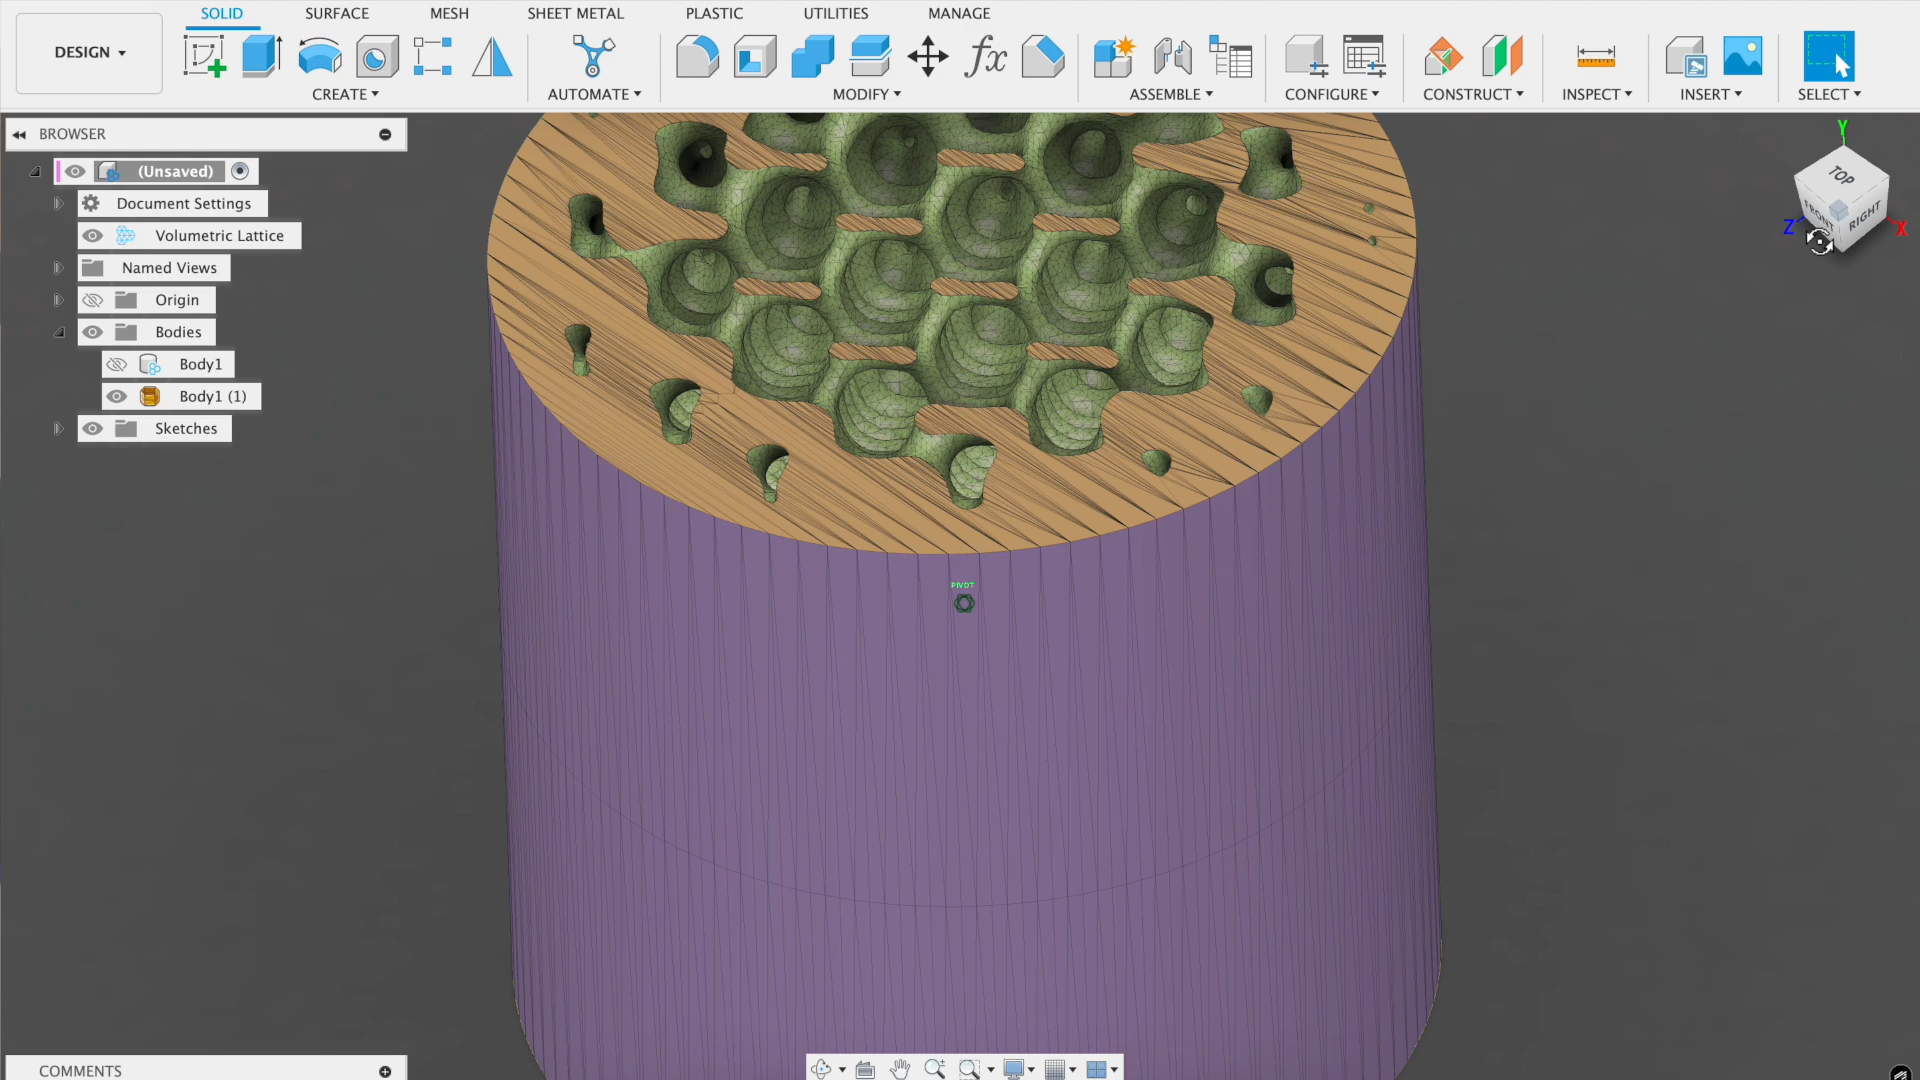 SOLID SURFACE MESH SHEET METAL PLASTIC UTILITIES MANAGE
DESIGN
fx
CREATE AUTOMATE MODIFY ASSEMBLE CONFIGURE CONSTRUCT INSPECT INSERT SELECT
BROWSER
(Unsaved)
Document Settings
Volumetric Lattice
Named Views
Origin
Bodies
Body1
Body1 (1)
Sketches
Y
TOP
FRONT
RIGHT
Z
X
PIVOT
COMMENTS